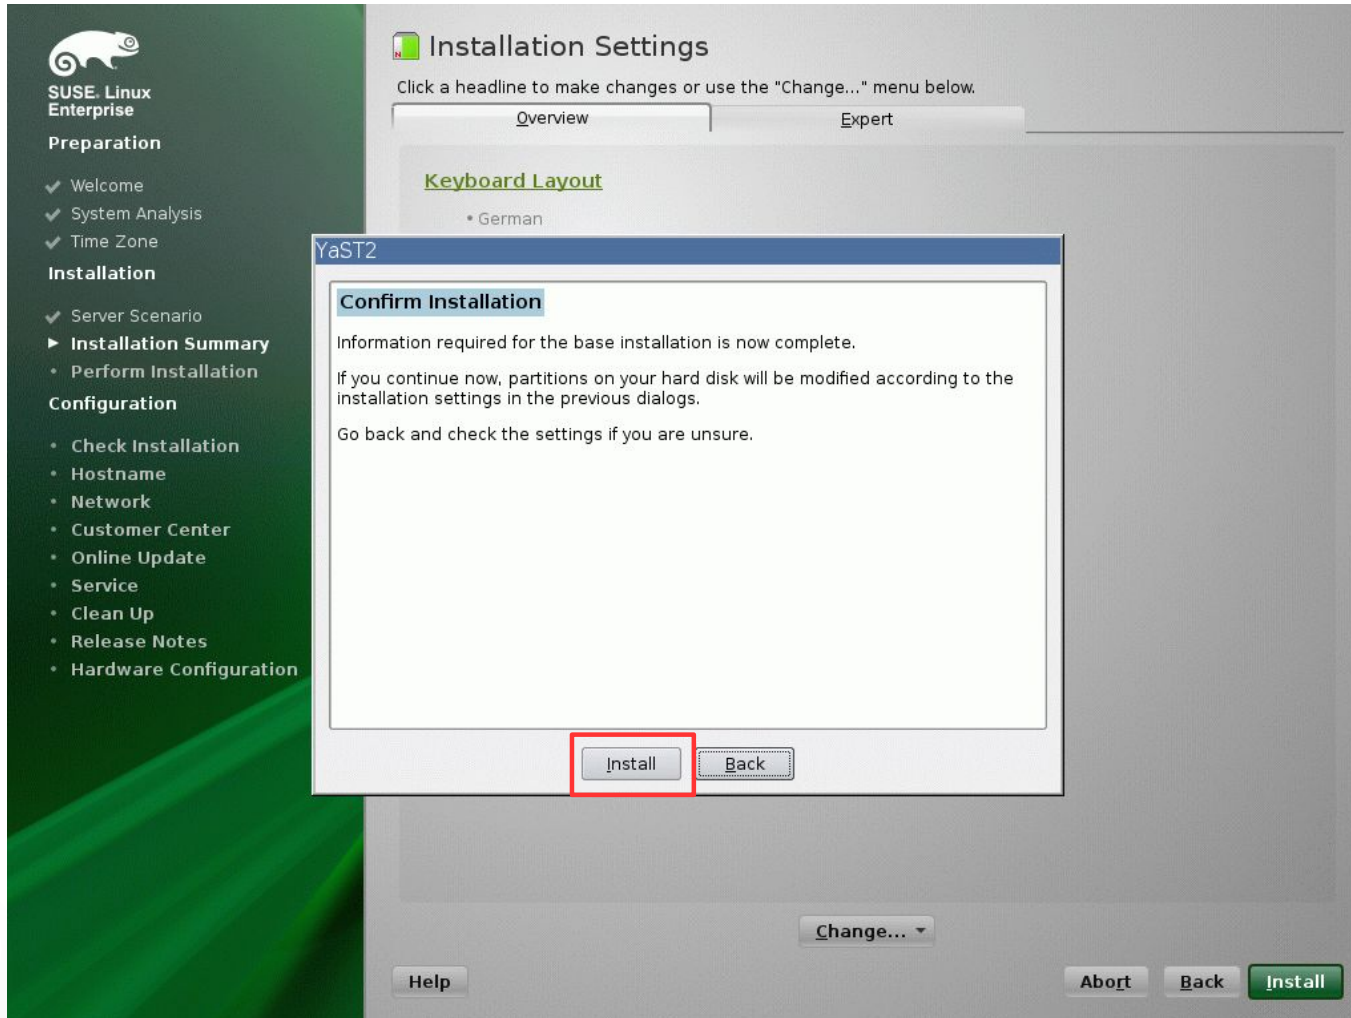 SUSE. Linux
Enterprise
Preparation
Welcome
System Analysis
Time Zone
Installation
Server Scenario
Installation Summary
Perform Installation
Configuration
Check Installation
Hostname
Network
Customer Center
Online Update
Service
Clean Up
Release Notes
Hardware Configuration
Installation Settings
Click a headline to make changes or use the "Change..." menu below.
Overview
Expert
Keyboard Layout
• German
YaST2
Confirm Installation
Information required for the base installation is now complete.
If you continue now, partitions on your hard disk will be modified according to the
installation settings in the previous dialogs.
Go back and check the settings if you are unsure.
Install
Back
Change...
Help
Abort
Back
Install